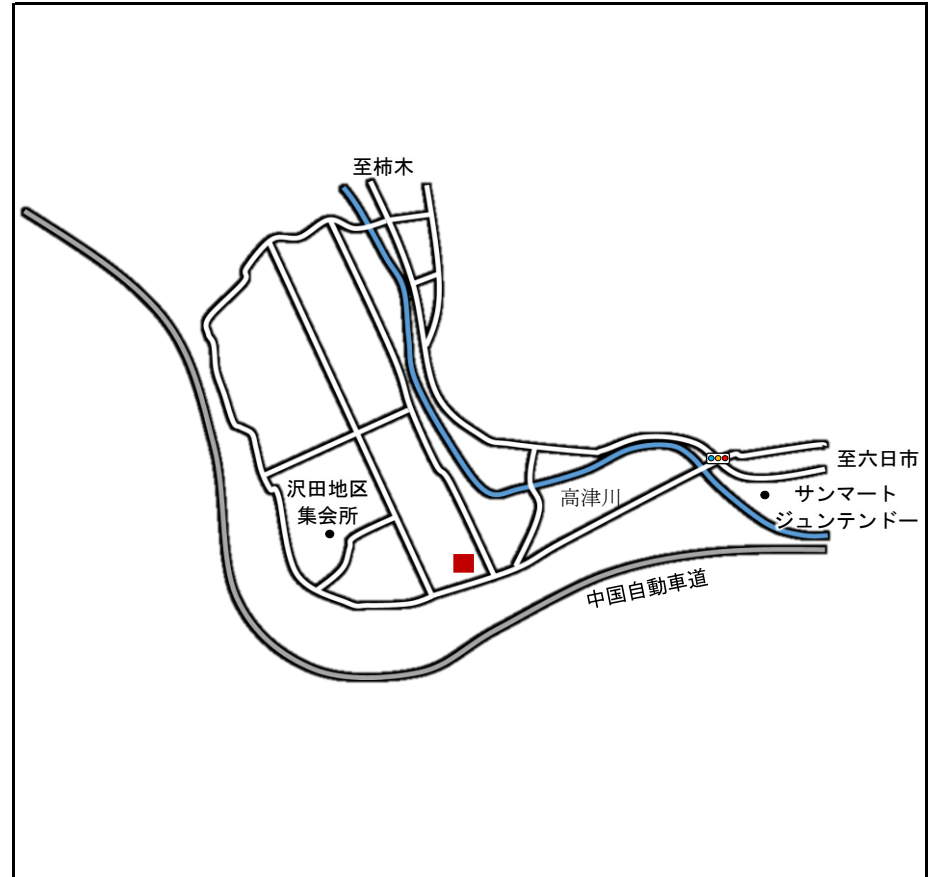 至柿木
至六日市
沢田地区
集会所
高津川
サンマート
ジュンテンドー
中国自動車道